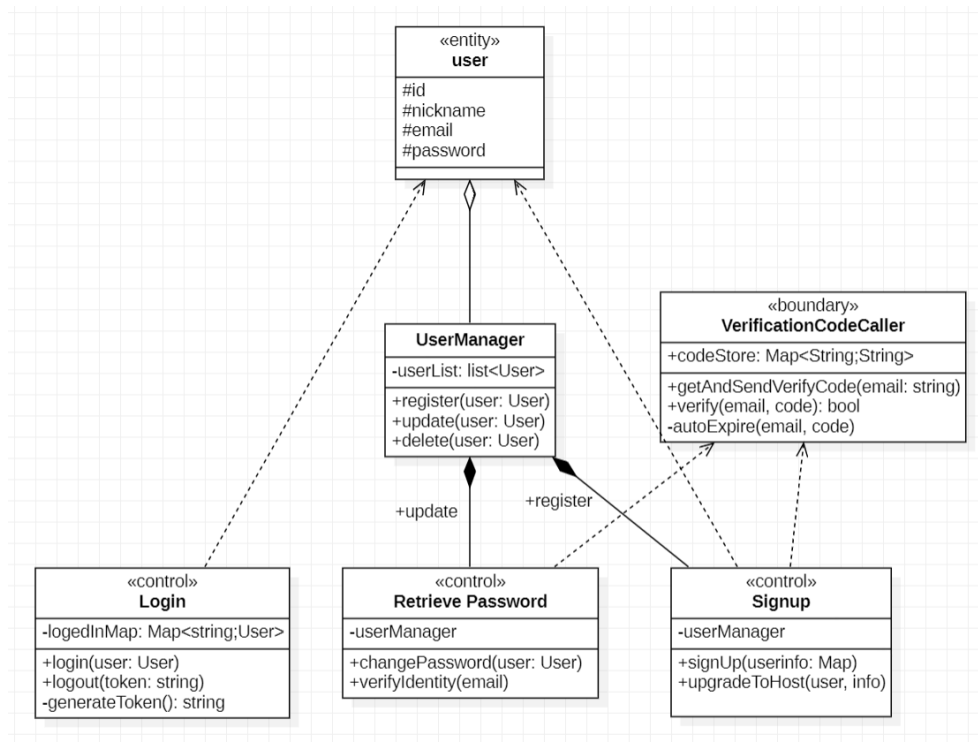 «entity»
user
#id
#nickname
#email
#password
«boundary»
VerificationCodeCaller
+codeStore: Map<String;String>
+getAndSendVerifyCode(email: string)
+verify(email, code): bool
-autoExpire(email, code)
UserManager
-userList: list<User>
+register(user: User)
+update(user: User)
+delete(user: User)
+update
+register
«control»
Login
-logedInMap: Map<string;User>
+login(user: User)
+logout(token: string)
-generateToken(): string
«control»
Retrieve Password
-userManager
+changePassword(user: User)
+verifyIdentity(email)
«control»
Signup
-userManager
+signUp(userinfo: Map)
+upgradeToHost(user, info)